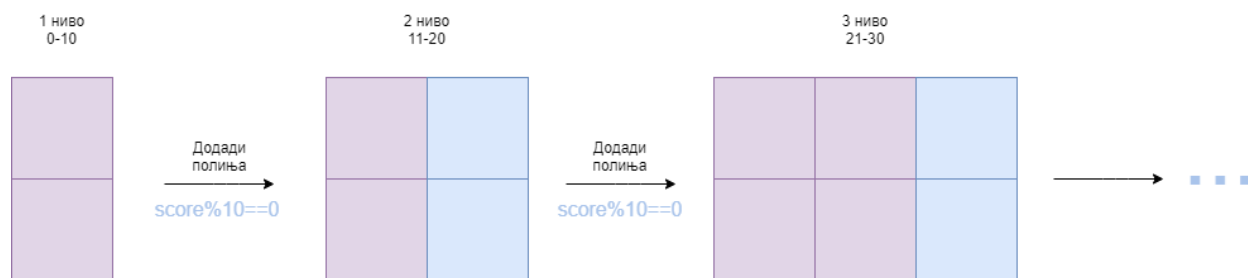 1 ниво
0-10
2 ниво
11-20
3 ниво
21-30
Додади
полиња
score%10==0
Додади
полиња
score%10==0